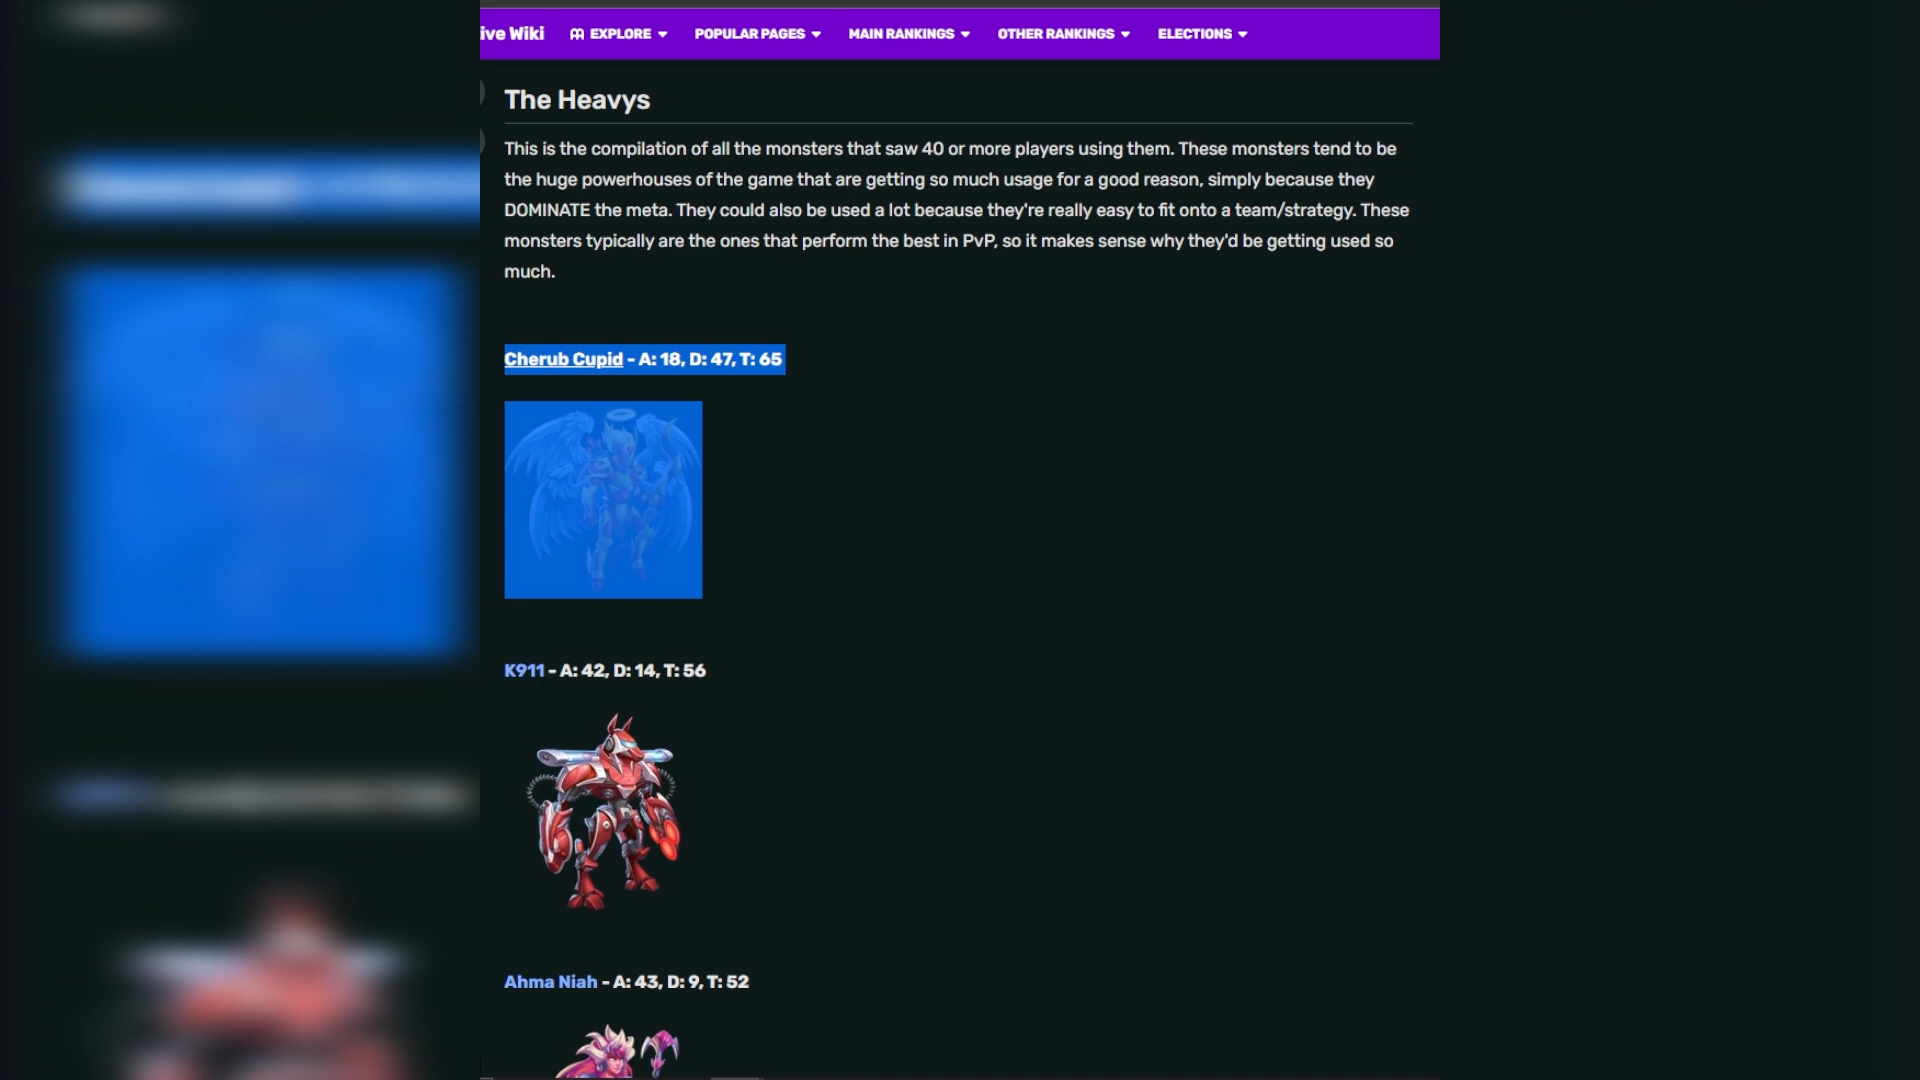 ive Wiki EXPLORE POPULAR PAGES MAIN RANKINGS OTHER RANKINGS ELECTIONS
The Heavys
This is the compilation of all the monsters that saw 40 or more players using them. These monsters tend to be
the huge powerhouses of the game that are getting so much usage for a good reason, simply because they
DOMINATE the meta. They could also be used a lot because they're really easy to fit onto a team/strategy. These
monsters typically are the ones that perform the best in PvP, so it makes sense why they'd be getting used so
much.
Cherub Cupid - A: 18, D: 47, T: 65
K911 - A: 42, D: 14, T: 56
Ahma Niah - A: 43, D: 9, T: 52